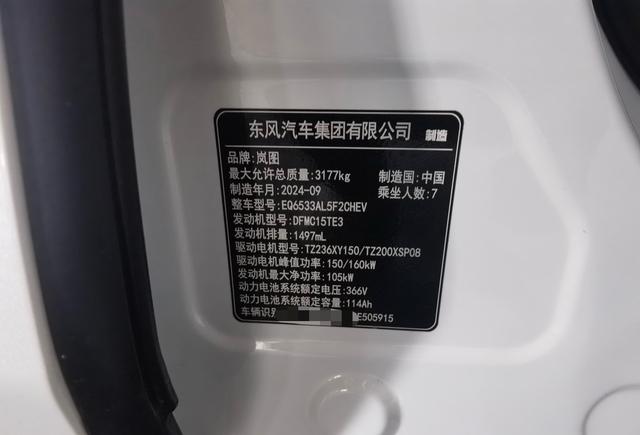 东风汽车集团有限公司 制造
品牌:岚图
最大允许总质量:3177kg 制造国:中国
制造年月:2024-09 乘坐人数:7
整车型号:EQ6533AL5F2CHEV
发动机型号:DFMC15TE3
发动机排量:1497mL
驱动电机型号:TZ236XY150/TZ200XSP08
驱动电机峰值功率:150/160kW
发动机最大净功率:105kW
动力电池系统额定电压:366V
动力电池系统额定容量:114Ah
车辆识 E505915